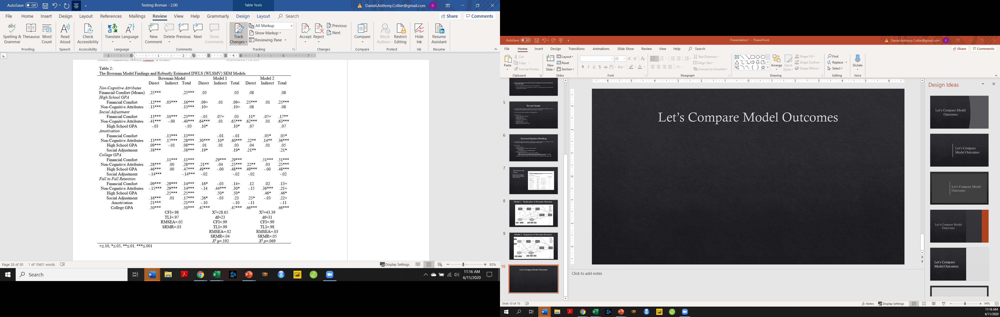 AutoSave Off
Testing Boman - 2.00
Table Tools
Daniel.Anthony.Collier@gmail.com D
File Home Insert Design Layout References Mailings Review View Help Grammarly Design Layout Search
Share Comments
Spelling & Grammar Thesaurus Word Count Read Aloud Check Accessibility Translate Language New Comment Delete Previous Next Show Comments Track Changes All Markup Show Markup Reviewing Pane Accept Reject Previous Next Compare Block Authors Restrict Editing Hide Ink Resume Assistant
Proofing Speech Accessibility Language Comments Tracking Changes Compare Protect Ink Resume
Table 2:
The Bowman Model Findings and Robustly Estimated DWLS (WLSMV) SEM Models
Bowman Model Model 1 Model 2
Direct Indirect Total Direct Indirect Total Direct Indirect Total
Non-Cognitive Attributes
Financial Comfort (Means) .25*** .25*** .03 .03 .08 .08
High School GPA
Financial Comfort .12*** .03*** .16*** .09+ .01 .09+ .25*** .01 .25***
Non-Cognitive Attributes .13*** .13*** .10+ .10+ .08 .08
Social Adjustment
Financial Comfort .13*** .10*** .23*** -.05 .07+ .03 .11* .07+ .17**
Non-Cognitive Attributes .41*** -.00 .40*** .64*** .01 .65*** .62*** .01 .63***
High School GPA -.03 -.03 .10* .10* .07 .07
Amotivation
Financial Comfort .13*** .13*** -.01 -.01 .05* .05*
Non-Cognitive Attributes .13*** .17*** .28*** .30*** .10* .40*** .22** .14** .36***
High School GPA .09*** -.01 .08*** .01 .01 .03 .04 .01 .05
Social Adjustment .38*** .38*** .19* .19* .21** .21*
College GPA
Financial Comfort .11*** .11*** .29*** .29*** .51*** .51***
Non-Cognitive Attributes .28*** .00 .28*** .21** .04 .25*** .22** .03 .25***
High School GPA .46*** .00 .47*** .49*** -.00 .48*** .49*** -.00 .48***
Social Adjustment -.14*** -.14*** -.02 -.02 -.02 -.02
Fall to Fall Retention
Financial Comfort .09*** .29*** .14*** .16* -.03 .14+ .12 .02 .13+
Non-Cognitive Attributes -.15*** .29*** .14*** -.14 .44*** .30* -.15 .36*** .21+
High School GPA .25*** .25*** .50* .50* .46* .46*
Social Adjustment .16*** .01 .17*** .26* -.03 .23 .25* -.03 .22+
Amotivation .21*** .21*** -.10 -.10 -.11 -.11
College GPA .50*** .50*** .47*** .47*** .46*** .46***
CFI=.98 X2=28.65 X2=43.39
TLI=.97 df=23 df=31
RMSEA=.05 CFI=.99 CFI=.99
SRMR=.03 TLI=.99 TLI=.98
RMSEA=.02 RMSEA=.03
SRMR=.04 SRMR=.05
X2 p=.192 X2 p=.069
+≤.10, *≤.05, **≤.01. ***≤.001
Page 28 of 30 1 of 10451 words Display Settings 80%
Search
11:16 AM
6/11/2020
AutoSave Off
Presentation1 - PowerPoint
Daniel.Anthony.Collier@gmail.com D
File Home Insert Design Transitions Animations Slide Show Review View Help Search
Share Comments
Paste Cut Copy Format Painter New Slide Layout Reset Section 20 Text Direction Align Text Convert to SmartArt Arrange Quick Styles Shape Fill Shape Outline Shape Effects Find Replace Select Dictate
Clipboard Slides Font Paragraph Drawing Editing Voice
5
Site and Sample
6
Structural Equation Modeling
7
8
Model 1 - Replication of Bowman Structure
9
Model 2 - Expansion of Bowman Structure
10
Let's Compare Model Outcomes
Let's Compare Model Outcomes
Click to add notes
Design Ideas
Let's Compare Model
Outcomes
Let's Compare
Model Outcomes
Let's Compare Model
Outcomes
Let's Compare Model
Outcomes
Let's Compare
Model Outcomes
Slide 10 of 10 Notes Display Settings 94%
11:16 AM
6/11/2020